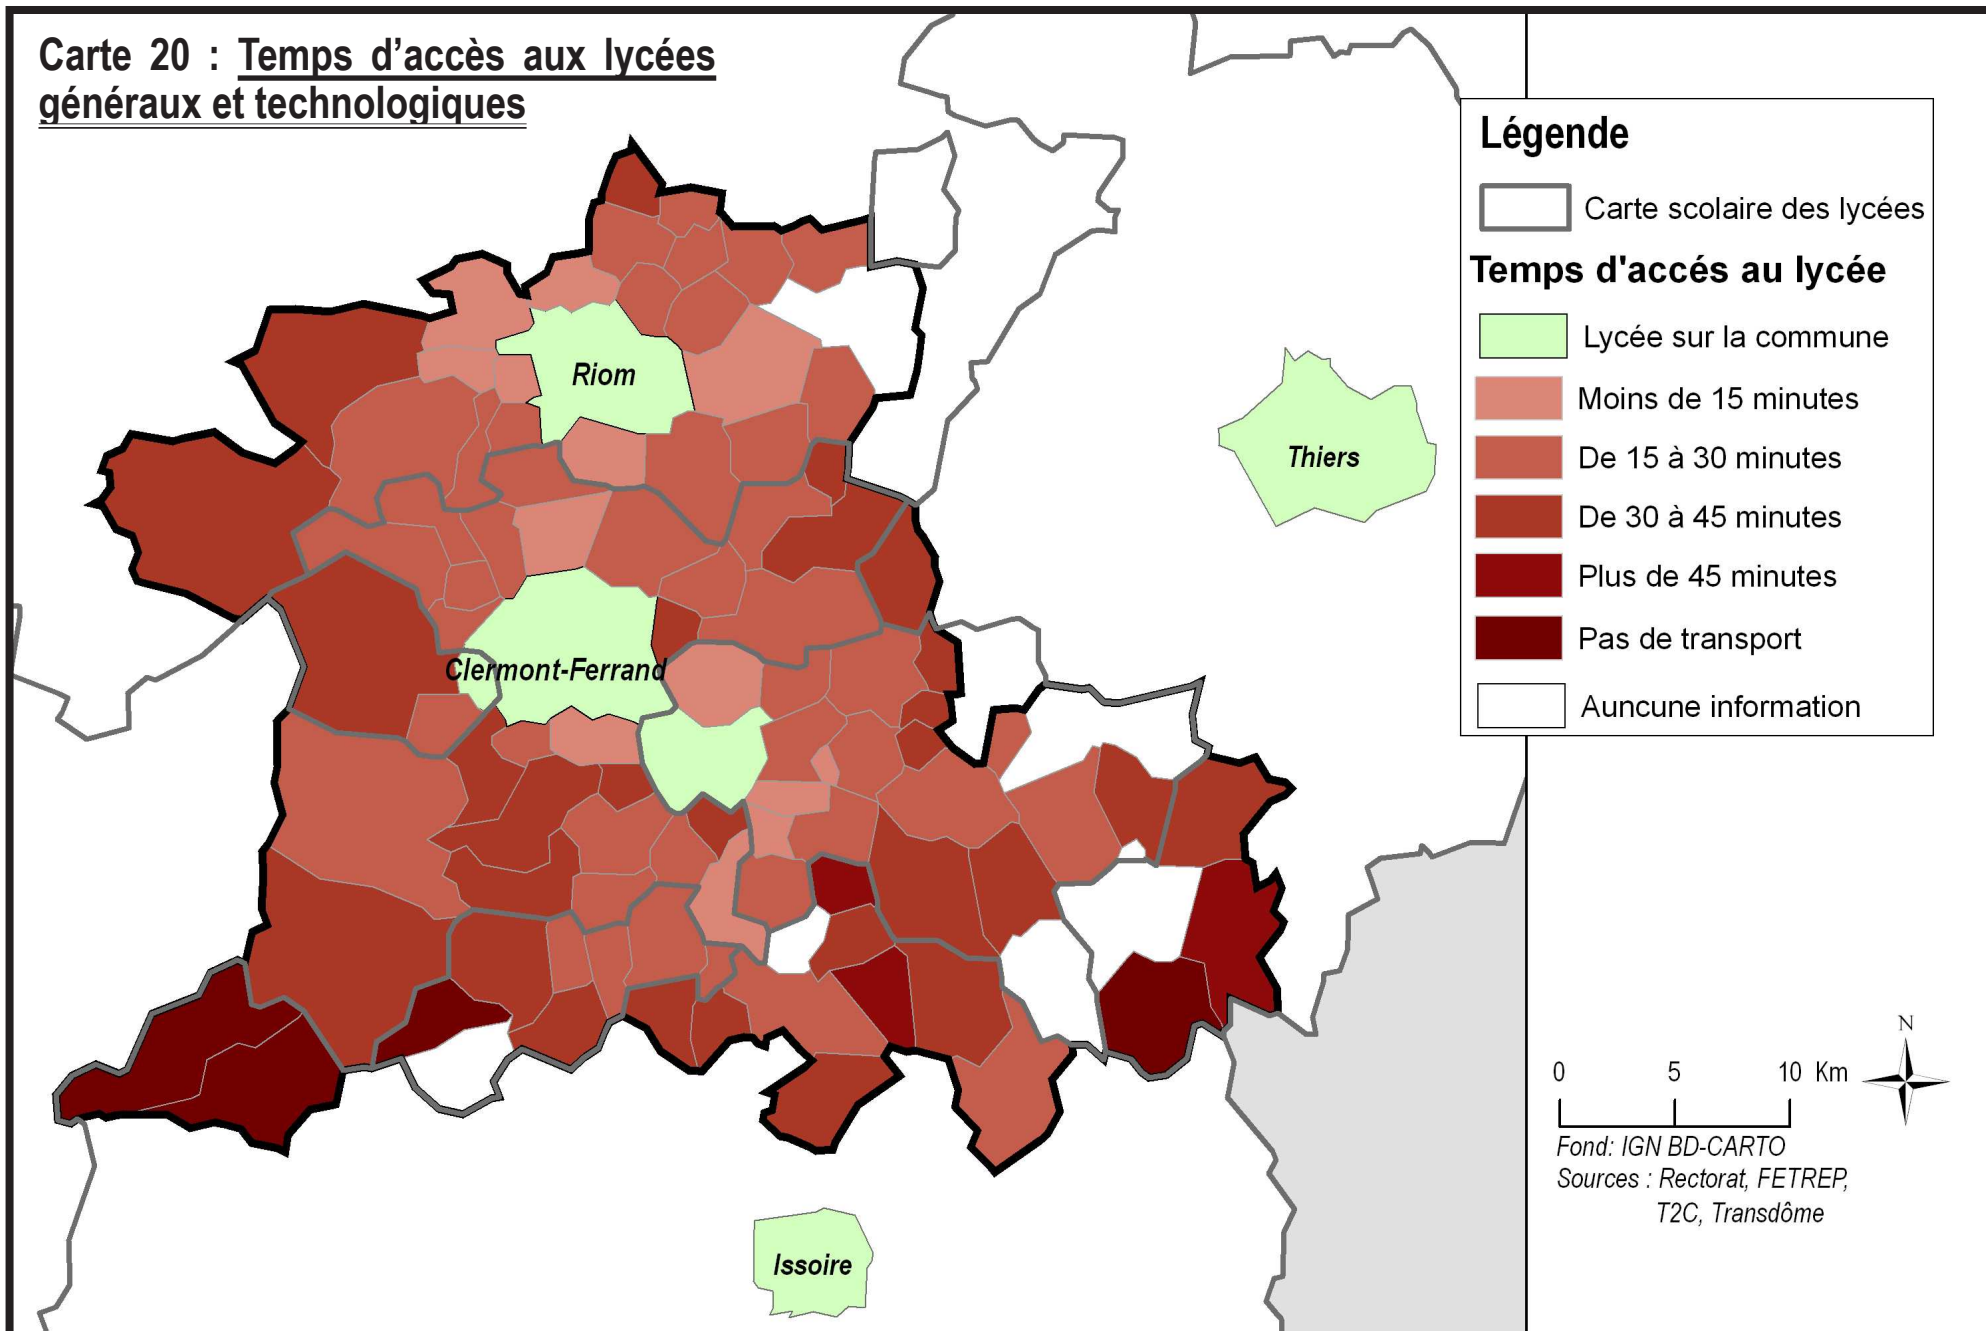 Carte 20 : Temps d'accès aux lycées
généraux et technologiques
Légende
Carte scolaire des lycées
Temps d'accés au lycée
Lycée sur la commune
Moins de 15 minutes
De 15 à 30 minutes
De 30 à 45 minutes
Plus de 45 minutes
Pas de transport
Auncune information
Riom
Thiers
Clermont-Ferrand
Issoire
N
0 5 10 Km
Fond: IGN BD-CARTO
Sources : Rectorat, FETREP,
T2C, Transdôme